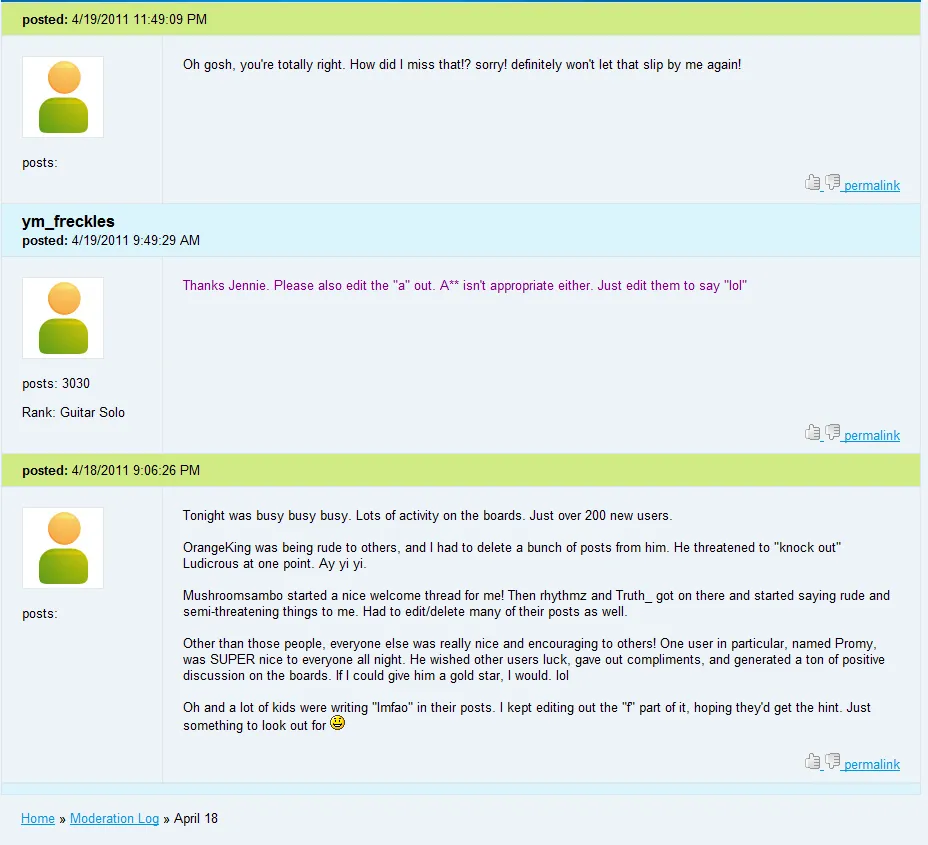 posted: 4/19/2011 11:49:09 PM
Oh gosh, you're totally right. How did I miss that!? sorry! definitely won't let that slip by me again!
posts:
permalink
ym_freckles
posted: 4/19/2011 9:49:29 AM
Thanks Jennie. Please also edit the "a" out. A** isn't appropriate either. Just edit them to say "lol"
posts: 3030
Rank: Guitar Solo
permalink
posted: 4/18/2011 9:06:26 PM
Tonight was busy busy busy. Lots of activity on the boards. Just over 200 new users.
OrangeKing was being rude to others, and I had to delete a bunch of posts from him. He threatened to "knock out"
Ludicrous at one point. Ay yi yi.
Mushroomsambo started a nice welcome thread for me! Then rhythmz and Truth_ got on there and started saying rude and
semi-threatening things to me. Had to edit/delete many of their posts as well.
Other than those people, everyone else was really nice and encouraging to others! One user in particular, named Promy,
was SUPER nice to everyone all night. He wished other users luck, gave out compliments, and generated a ton of positive
discussion on the boards. If I could give him a gold star, I would. lol
Oh and a lot of kids were writing "lmfao" in their posts. I kept editing out the "f" part of it, hoping they'd get the hint. Just
something to look out for
posts:
permalink
Home » Moderation Log » April 18